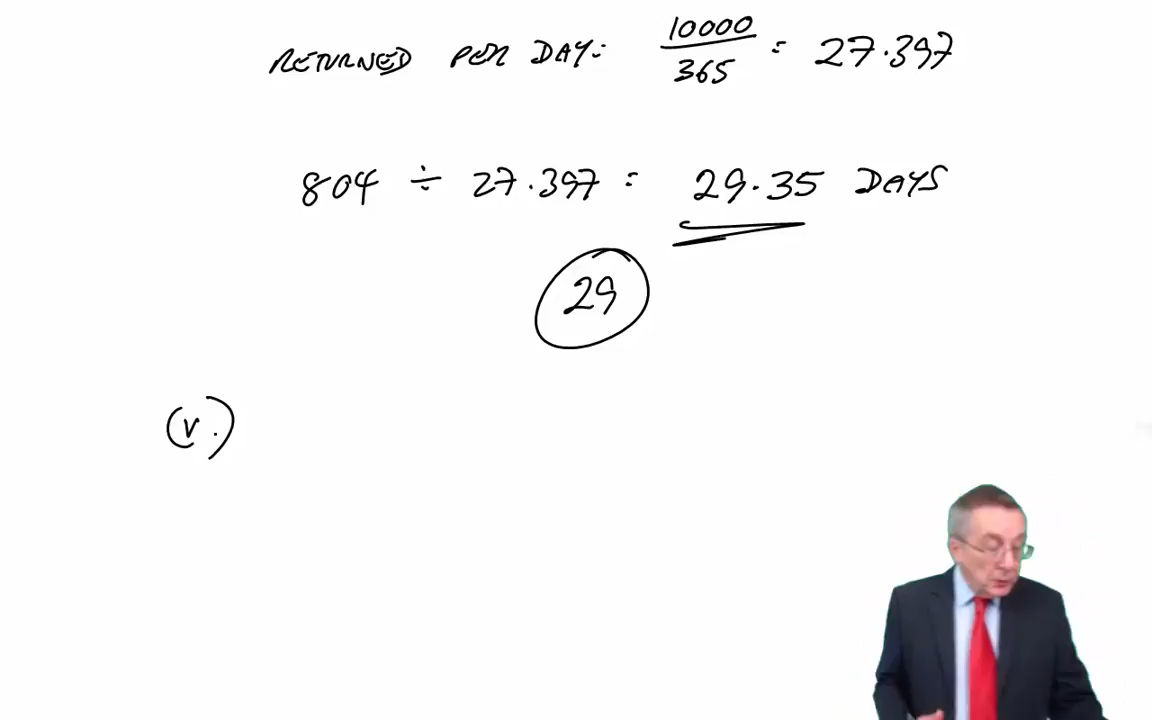 RETURNED PER DAY: 10000/365 = 27.397
804 ÷ 27.397 = 29.35 DAYS
29
(v.)